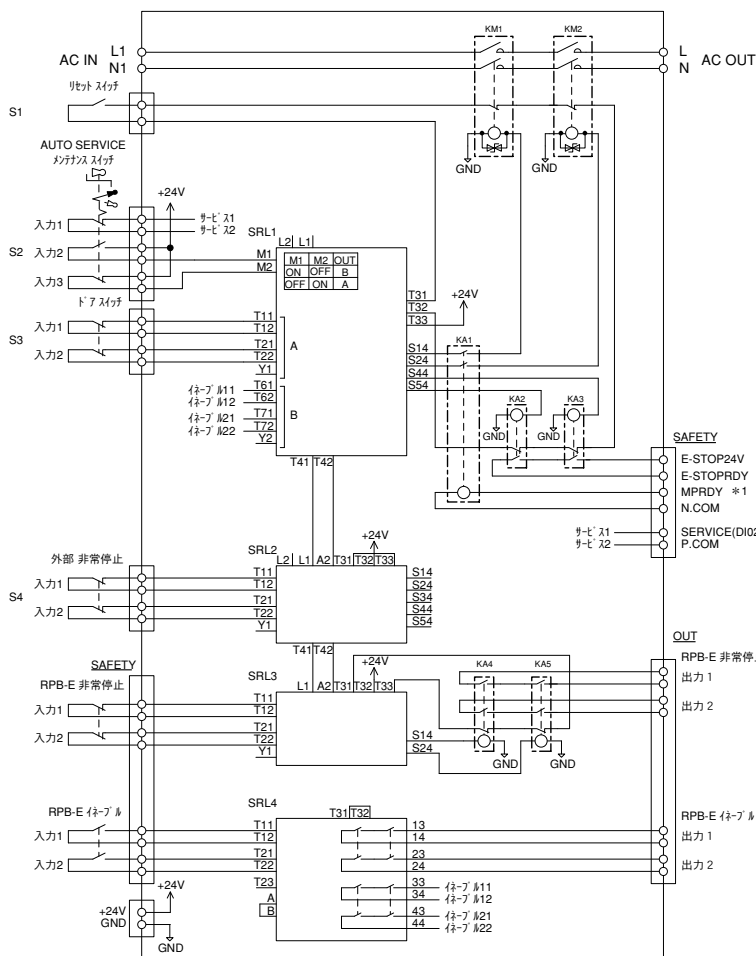 KM1 KM2
AC IN L1 L AC OUT
N1 N
リセット スイッチ
S1
AUTO SERVICE
メンテナンス スイッチ
GND GND
+24V
入力1 サービス1
サービス2
S2 入力2
入力3
SRL1 L2 L1
M1 M1 M2 OUT
M2 ON OFF B
OFF ON A
ドア スイッチ
S3 入力1
入力2
T11
T12
T21
T22
Y1
A
T31
T32
T33
+24V
S14
S24
S44
S54
KA1
イネーブル11 T61
イネーブル12 T62
イネーブル21 T71
イネーブル22 T72
Y2
B
KA2 KA3
GND GND
T41 T42
SAFETY
E-STOP24V
E-STOPRDY
MPRDY *1
N.COM
サービス1 SERVICE(DI02
サービス2 P.COM
外部 非常停止
S4 入力1
入力2
SRL2 L2 L1 A2 T31 T32 T33
+24V
T11
T12
T21
T22
Y1
S14
S24
S34
S44
S54
T41 T42
SAFETY
RPB-E 非常停止
入力1
入力2
SRL3 L1 A2 T31 T32 T33
+24V
T11
T12
T21
T22
Y1
S14
S24
KA4 KA5
GND GND
OUT
RPB-E 非常停
出力 1
出力 2
RPB-E イネーブル
入力1
入力2
SRL4 T31 T32
T11
T12
T21
T22
T23
A
B
13
14
23
24
33 イネーブル11
34 イネーブル12
43 イネーブル21
44 イネーブル22
RPB-E イネーブル
出力 1
出力 2
+24V
+24V
GND
GND